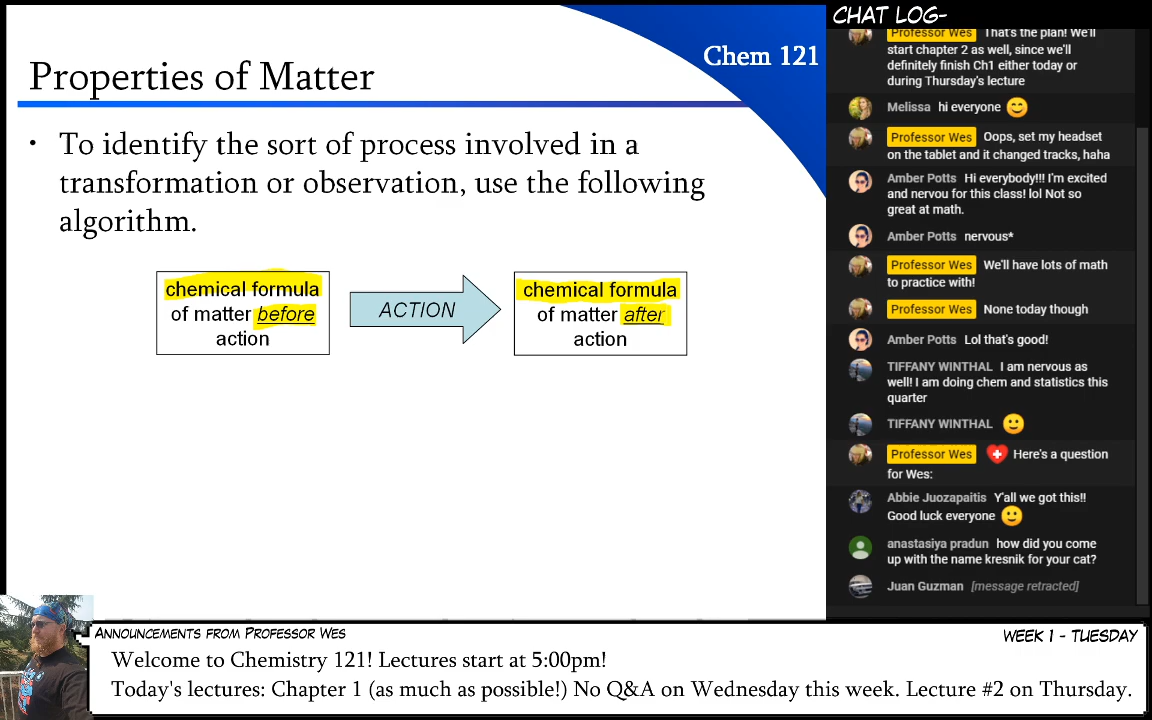 Chem 121
Properties of Matter
• To identify the sort of process involved in a
transformation or observation, use the following
algorithm.
chemical formula
of matter before
action
ACTION
chemical formula
of matter after
action
CHAT LOG-
Professor Wes That's the plan! We'll
start chapter 2 as well, since we'll
definitely finish Ch1 either today or
during Thursday's lecture
Melissa hi everyone 😊
Professor Wes Oops, set my headset
on the tablet and it changed tracks, haha
Amber Potts Hi everybody!!! I'm excited
and nervou for this class! lol Not so
great at math.
Amber Potts nervous*
Professor Wes We'll have lots of math
to practice with!
Professor Wes None today though
Amber Potts Lol that's good!
TIFFANY WINTHAL I am nervous as
well! I am doing chem and statistics this
quarter
TIFFANY WINTHAL 🙂
Professor Wes Here's a question
for Wes:
Abbie Juozapaitis Y'all we got this!!
Good luck everyone 🙂
anastasiya pradun how did you come
up with the name kresnik for your cat?
Juan Guzman [message retracted]
ANNOUNCEMENTS FROM PROFESSOR WES
WEEK 1 - TUESDAY
Welcome to Chemistry 121! Lectures start at 5:00pm!
Today's lectures: Chapter 1 (as much as possible!) No Q&A on Wednesday this week. Lecture #2 on Thursday.